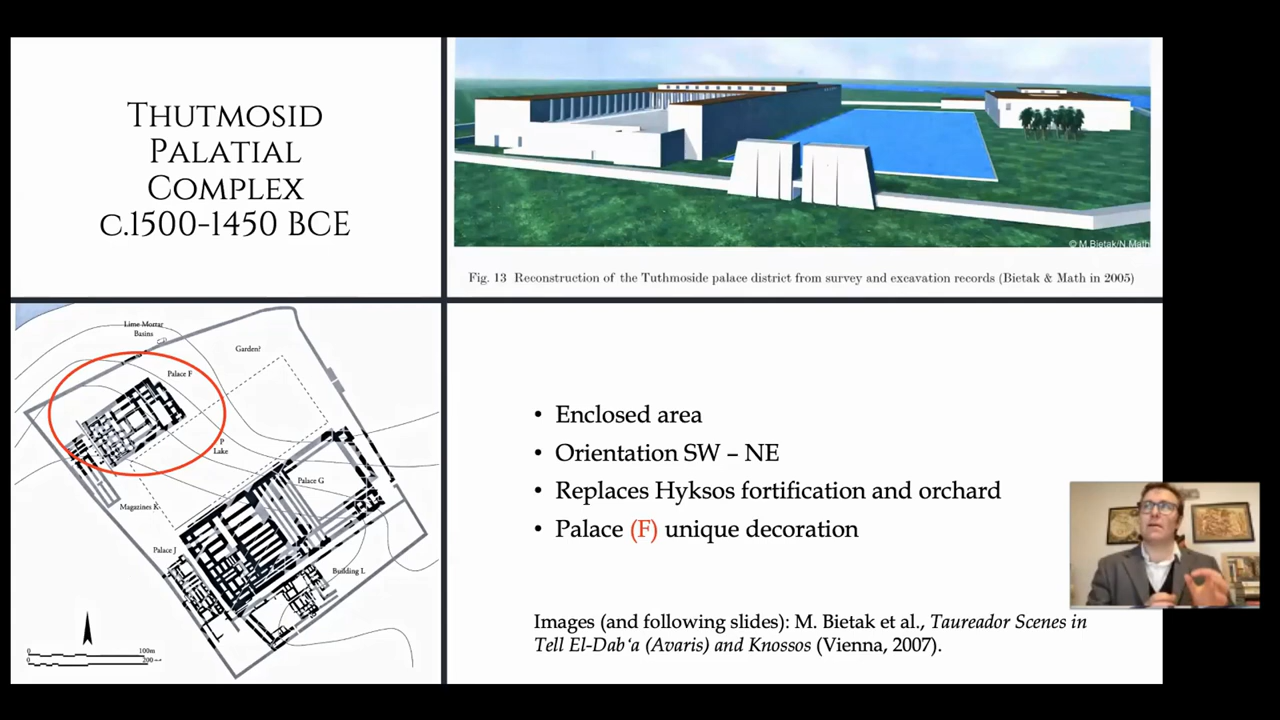 THUTMOSID
PALATIAL
COMPLEX
C.1500-1450 BCE
© M.Bietak/N.Math
Fig. 13 Reconstruction of the Tuthmoside palace district from survey and excavation records (Bietak & Math in 2005)
Lime Mortar
Basins
Garden?
Palace F
P
Lake
Palace G
Magazines K
Palace J
Building L
0 100m
0 200
• Enclosed area
• Orientation SW – NE
• Replaces Hyksos fortification and orchard
• Palace (F) unique decoration
Images (and following slides): M. Bietak et al., Taureador Scenes in
Tell El-Dab‘a (Avaris) and Knossos (Vienna, 2007).